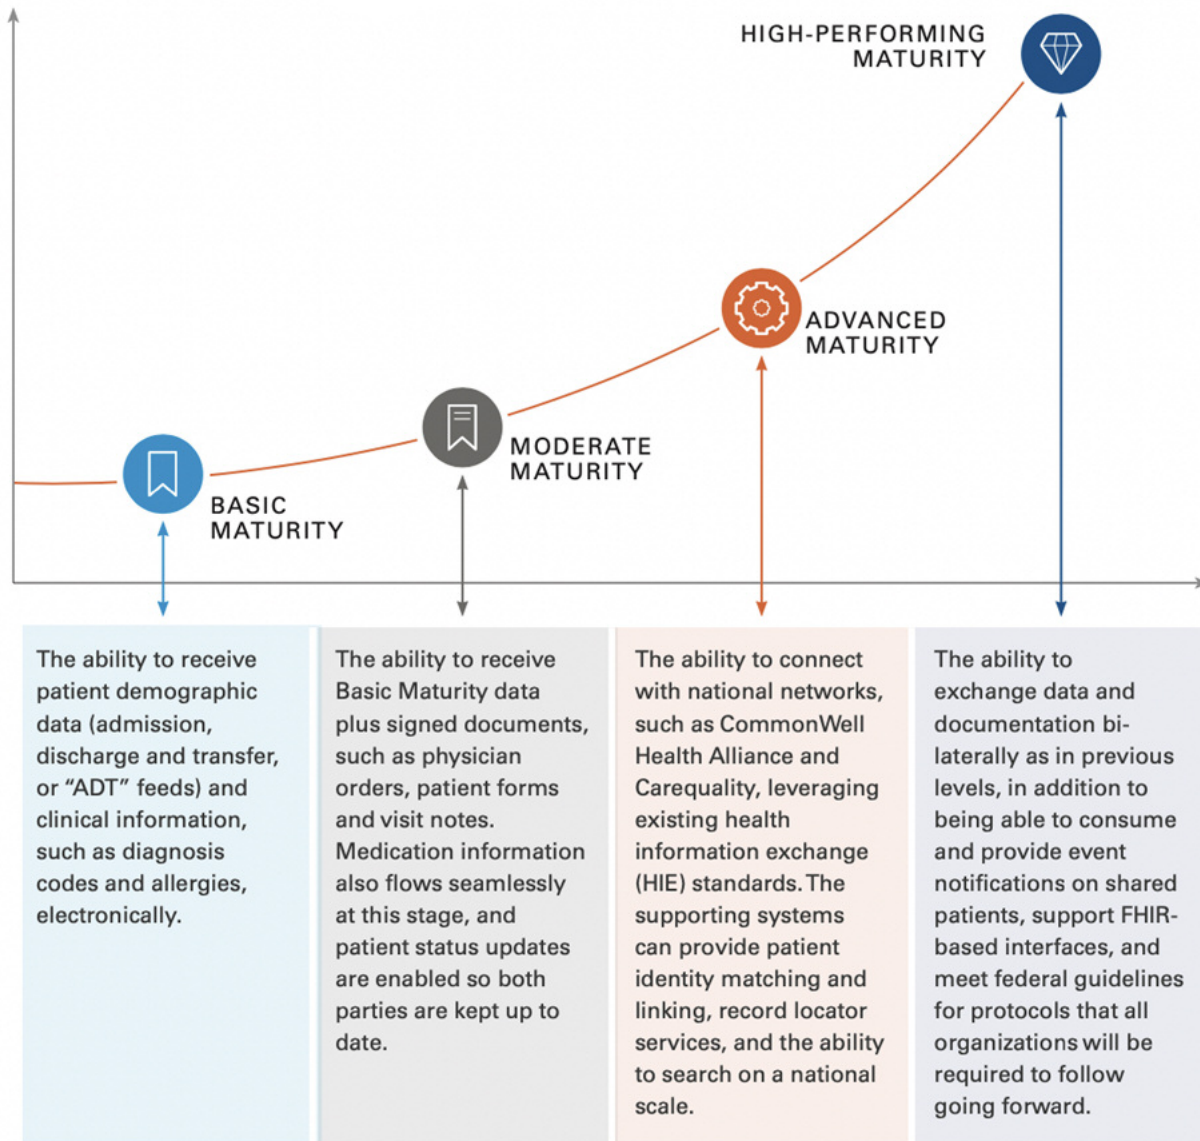 HIGH-PERFORMING
MATURITY
ADVANCED
MATURITY
MODERATE
MATURITY
BASIC
MATURITY
The ability to receive
patient demographic
data (admission,
discharge and transfer,
or “ADT” feeds) and
clinical information,
such as diagnosis
codes and allergies,
electronically.
The ability to receive
Basic Maturity data
plus signed documents,
such as physician
orders, patient forms
and visit notes.
Medication information
also flows seamlessly
at this stage, and
patient status updates
are enabled so both
parties are kept up to
date.
The ability to connect
with national networks,
such as CommonWell
Health Alliance and
Carequality, leveraging
existing health
information exchange
(HIE) standards. The
supporting systems
can provide patient
identity matching and
linking, record locator
services, and the ability
to search on a national
scale.
The ability to
exchange data and
documentation bi-
laterally as in previous
levels, in addition to
being able to consume
and provide event
notifications on shared
patients, support FHIR-
based interfaces, and
meet federal guidelines
for protocols that all
organizations will be
required to follow
going forward.